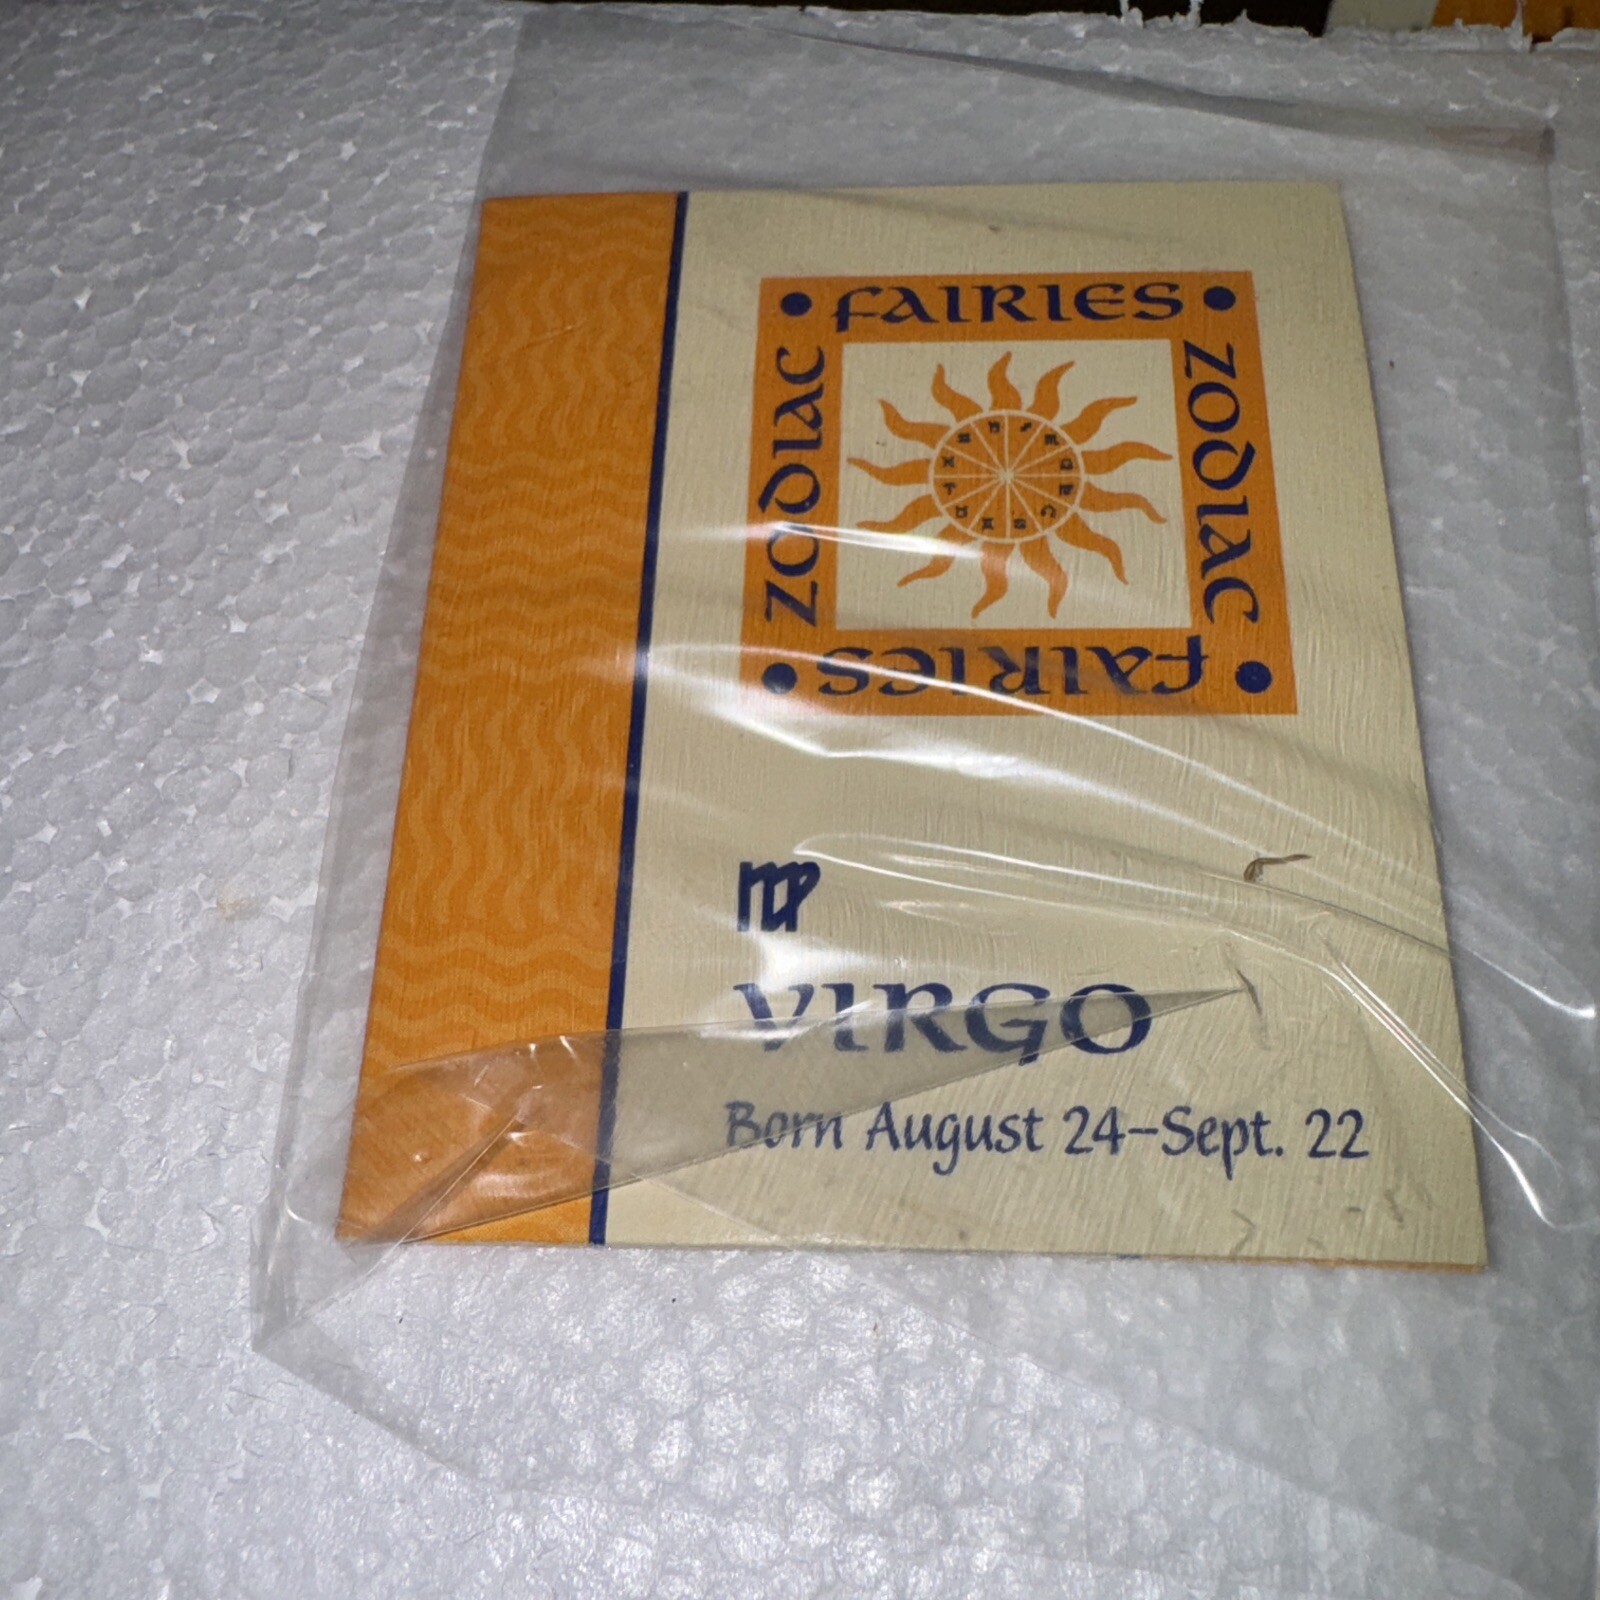 • FAIRIES •
ZODIAC
ZODIAC
• FAIRIES •
♍
VIRGO
Born August 24–Sept. 22